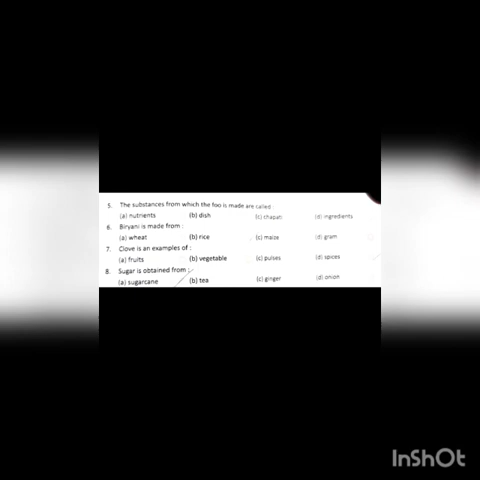 5. The substances from which the foo is made are called :
(a) nutrients (b) dish (c) chapati (d) ingredients
6. Biryani is made from :
(a) wheat (b) rice (c) maize (d) gram
7. Clove is an examples of :
(a) fruits (b) vegetable (c) pulses (d) spices
8. Sugar is obtained from :
(a) sugarcane (b) tea (c) ginger (d) onion
InShOt